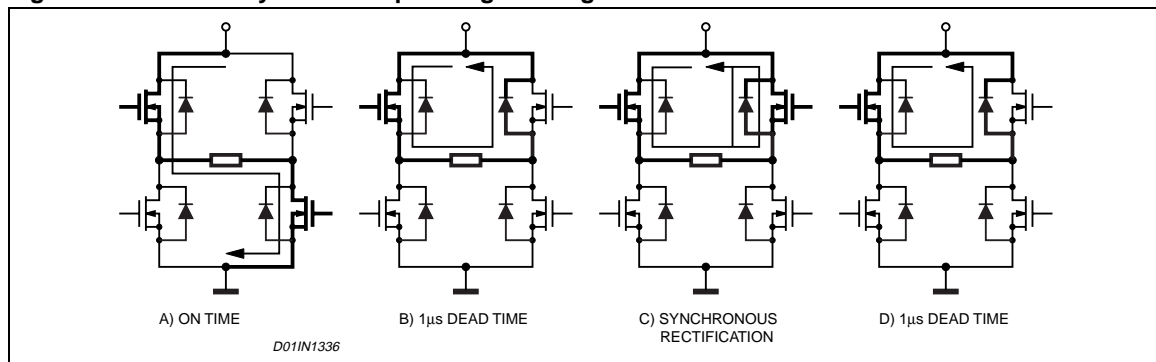 A) ON TIME
B) 1μs DEAD TIME
C) SYNCHRONOUS
RECTIFICATION
D) 1μs DEAD TIME
D01IN1336